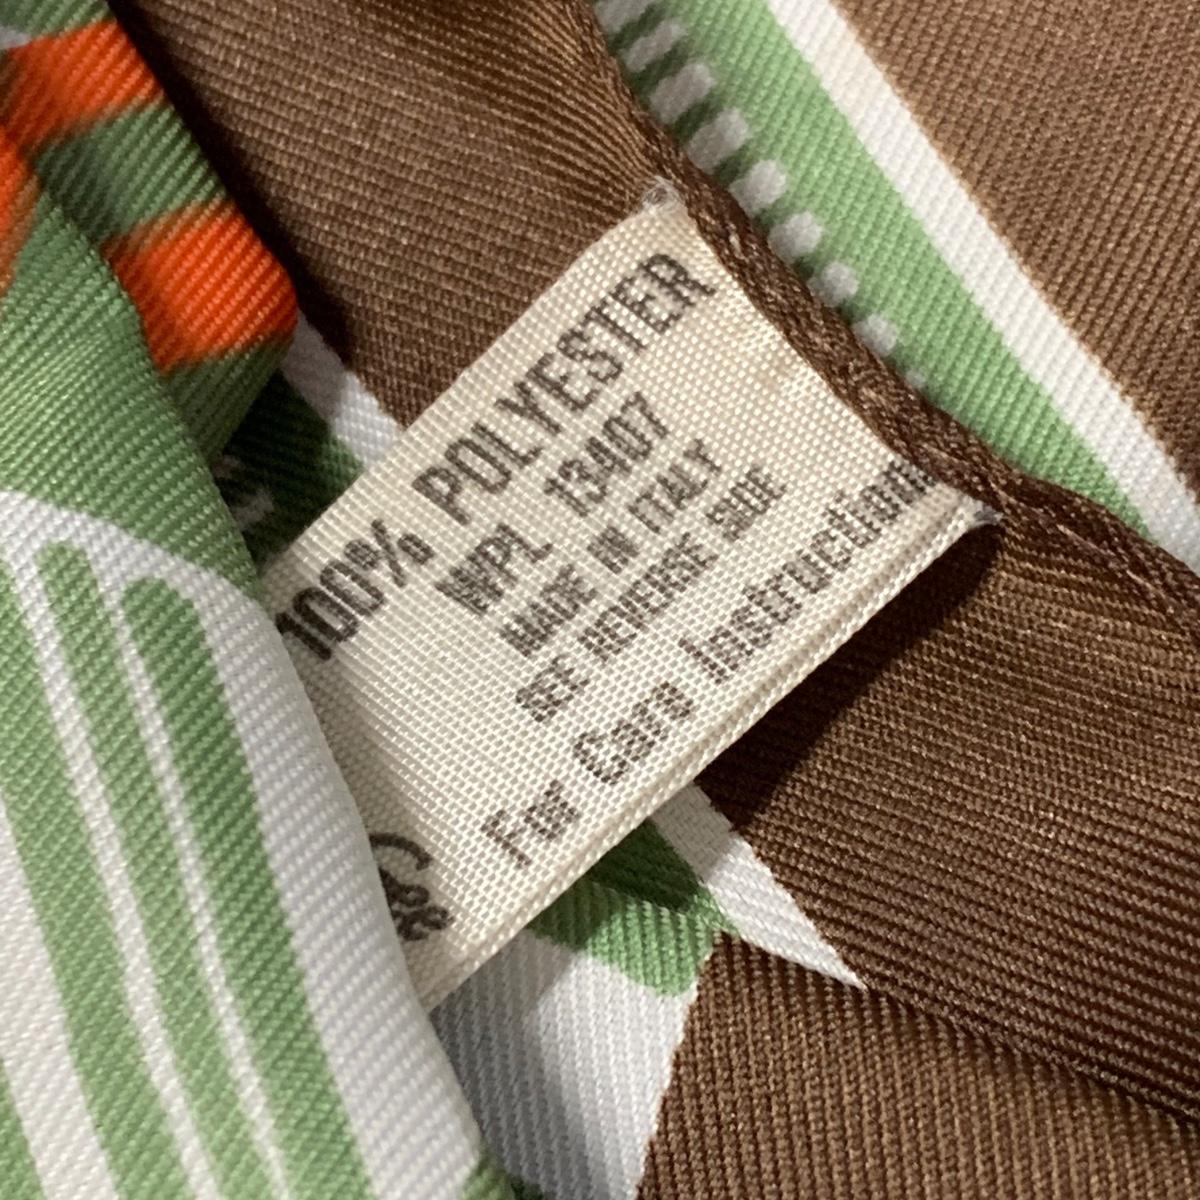 100% POLYESTER
WPL 13407
MADE IN ITALY
SEE REVERSE SIDE
For Care Instructions